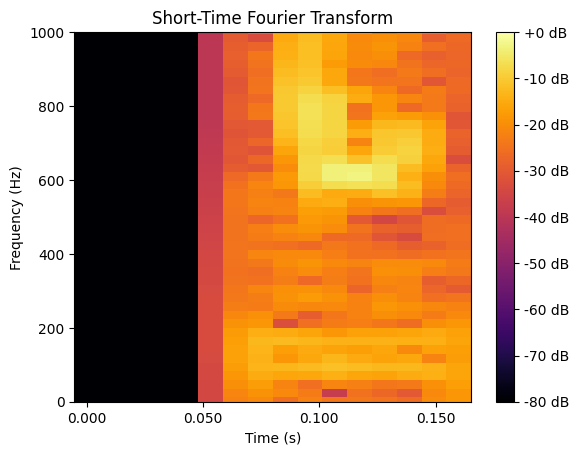 Short-Time Fourier Transform
1000
800
600
400
200
0
Frequency (Hz)
0.000
0.050
0.100
0.150
Time (s)
+0 dB
-10 dB
-20 dB
-30 dB
-40 dB
-50 dB
-60 dB
-70 dB
-80 dB